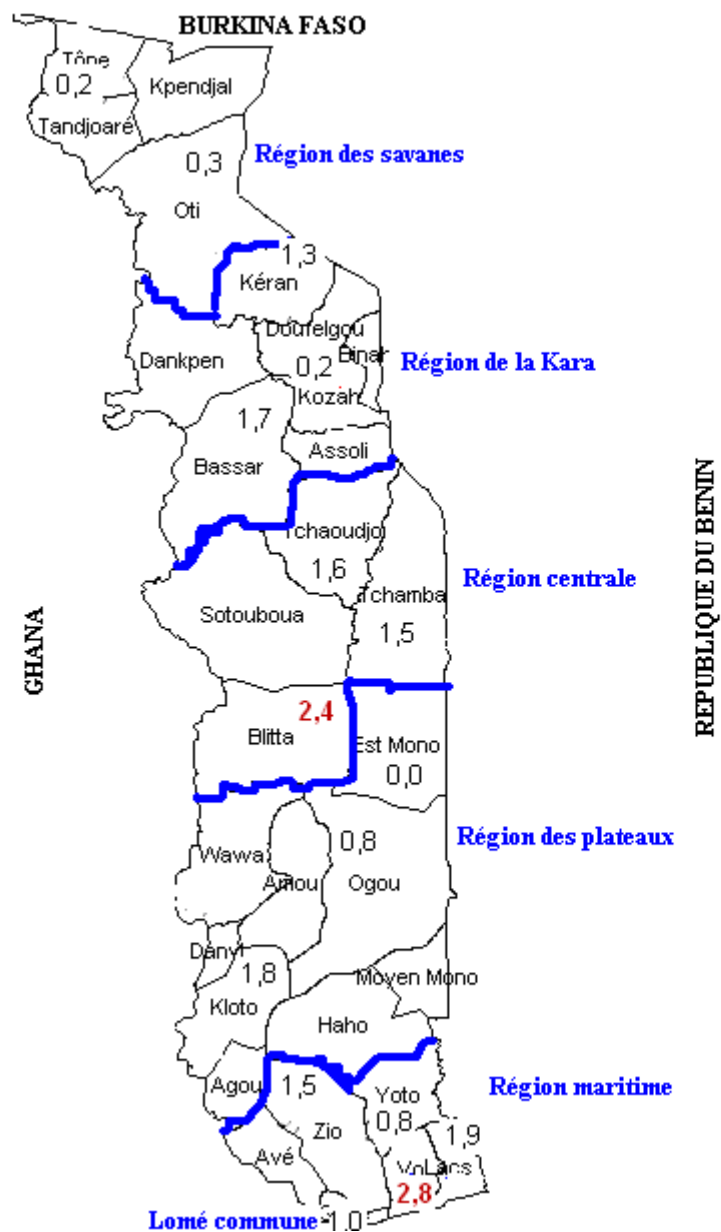 BURKINA FASO
Tône
0,2
Kpendjal
Tandjoaré
Région des savanes
0,3
Oti
1,3
Kéran
Doufelgou
Binar
Dankpen
0,2
Région de la Kara
Kozah
1,7
Assoli
Bassar
Tchaoudjo
1,6
Tchamba
Région centrale
Sotouboua
1,5
GHANA
REPUBLIQUE DU BENIN
2,4
Blitta
Est Mono
0,0
0,8
Région des plateaux
Wawa
Amou
Ogou
Danyi
1,8
Moyen Mono
Kloto
Haho
Agou
1,5
Yoto
Région maritime
0,8
Zio
1,9
Avé
Vo
Lacs
2,8
Lomé commune
1,0